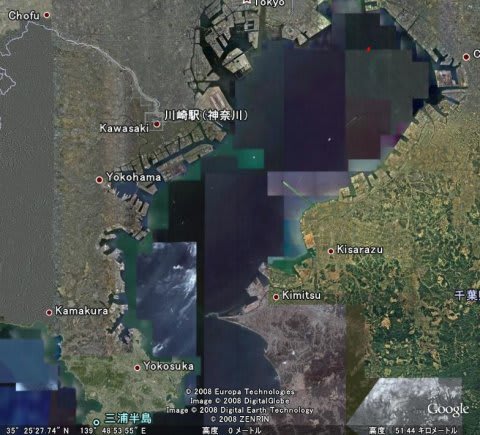 Tokyo
Chofu
川崎駅(神奈川)
Kawasaki
Yokohama
Kisarazu
Kimitsu
千葉
Kamakura
Yokosuka
© 2008 Europa Technologies
Image © 2008 DigitalGlobe
Image © 2008 Digital Earth Technology
© 2008 ZENRIN
Google
三浦半島
35° 25'27.74" N 139° 48'53.55" E 高度 0 メートル 高度 51.44 キロメートル